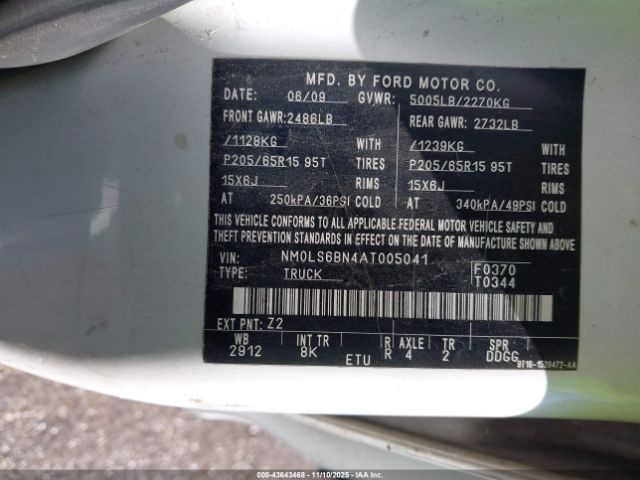 MFD. BY FORD MOTOR CO.
DATE: 06/09 GVWR: 5005LB/2270KG
FRONT GAWR: 2486LB REAR GAWR: 2732LB
/1128KG WITH /1239KG WITH
P205/65R15 95T TIRES P205/65R15 95T TIRES
15X6J RIMS 15X6J RIMS
AT 250kPA/36PSI COLD AT 340kPA/49PSI COLD
THIS VEHICLE CONFORMS TO ALL APPLICABLE FEDERAL MOTOR VEHICLE SAFETY AND
THEFT PREVENTION STANDARDS IN EFFECT ON THE DATE OF MANUFACTURE SHOWN ABOVE.
VIN: NM0LS6BN4AT005041 F0370
TYPE: TRUCK T0344
EXT PNT: Z2
WB INT TR R AXLE TR SPR
2912 8K ETU R 4 2 DDGG
9T16-1520472-AA
000-43643468 - 11/10/2025 - IAAHOLDINGS